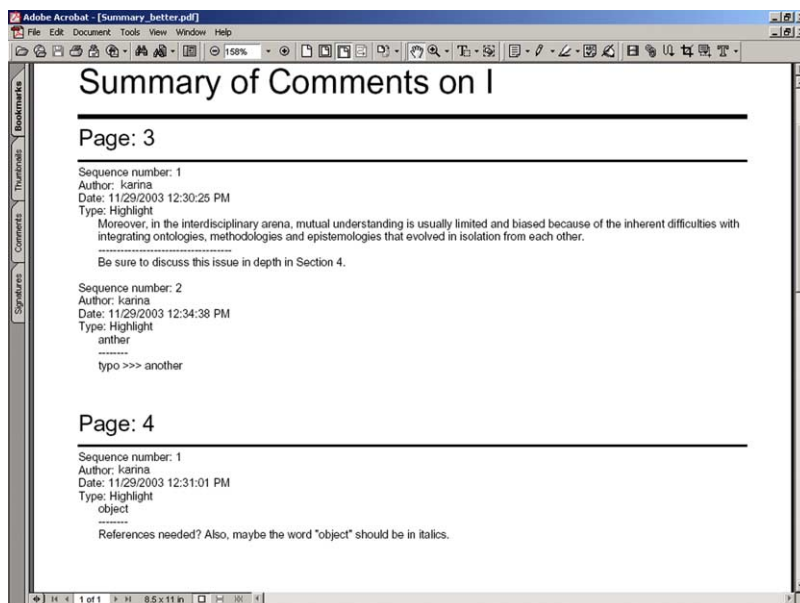 Adobe Acrobat - [Summary_better.pdf]
File Edit Document Tools View Window Help
158%
Bookmarks
Thumbnails
Comments
Signatures
Summary of Comments on I
Page: 3
Sequence number: 1
Author: karina
Date: 11/29/2003 12:30:25 PM
Type: Highlight
Moreover, in the interdisciplinary arena, mutual understanding is usually limited and biased because of the inherent difficulties with
integrating ontologies, methodologies and epistemologies that evolved in isolation from each other.
-----------------------------------
Be sure to discuss this issue in depth in Section 4.
Sequence number: 2
Author: karina
Date: 11/29/2003 12:34:38 PM
Type: Highlight
anther
--------
typo >>> another
Page: 4
Sequence number: 1
Author: karina
Date: 11/29/2003 12:31:01 PM
Type: Highlight
object
--------
References needed? Also, maybe the word "object" should be in italics.
1 of 1 8.5 x 11 in